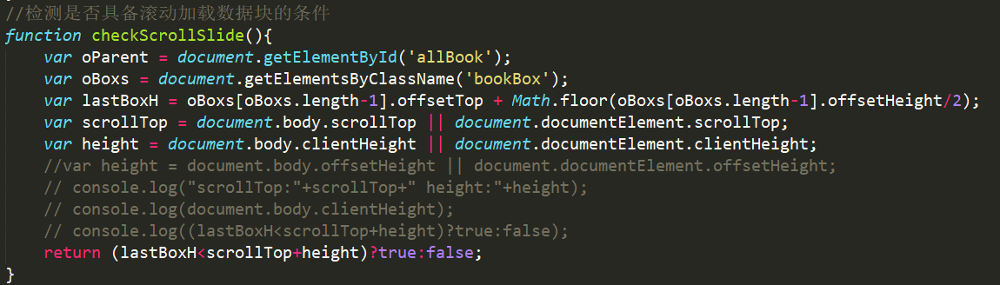 //检测是否具备滚动加载数据块的条件
function checkScrollSlide(){
    var oParent = document.getElementById('allBook');
    var oBoxs = document.getElementsByClassName('bookBox');
    var lastBoxH = oBoxs[oBoxs.length-1].offsetTop + Math.floor(oBoxs[oBoxs.length-1].offsetHeight/2);
    var scrollTop = document.body.scrollTop || document.documentElement.scrollTop;
    var height = document.body.clientHeight || document.documentElement.clientHeight;
    //var height = document.body.offsetHeight || document.documentElement.offsetHeight;
    // console.log("scrollTop:"+scrollTop+" height:"+height);
    // console.log(document.body.clientHeight);
    // console.log((lastBoxH<scrollTop+height)?true:false);
    return (lastBoxH<scrollTop+height)?true:false;
}